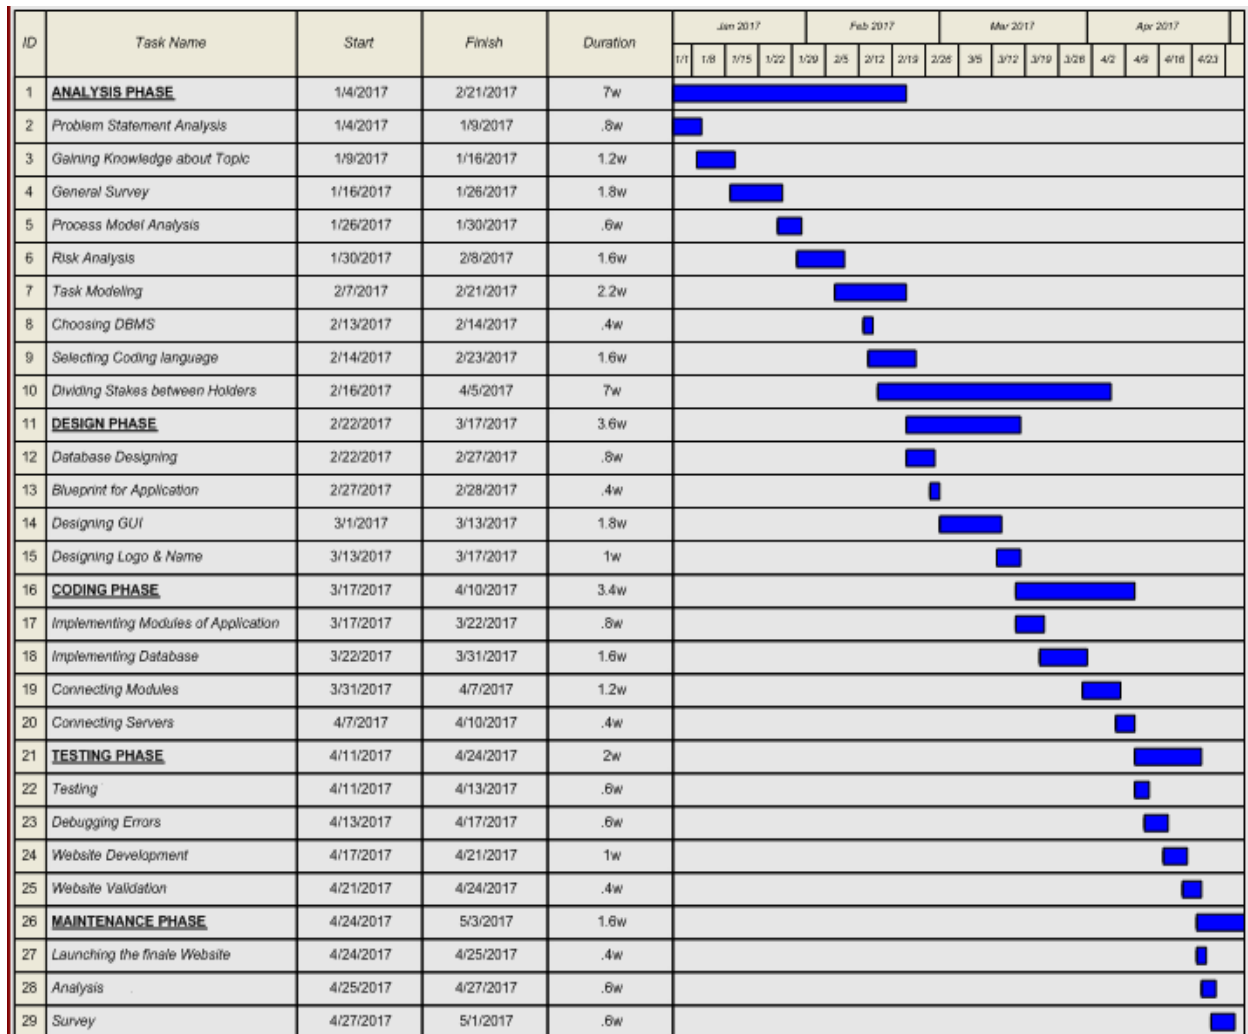 ID Task Name Start Finish Duration Jan 2017 Feb 2017 Mar 2017 Apr 2017
1/1 1/8 1/15 1/22 1/29 2/5 2/12 2/19 2/26 3/5 3/12 3/19 3/26 4/2 4/9 4/16 4/23
1 ANALYSIS PHASE 1/4/2017 2/21/2017 7w
2 Problem Statement Analysis 1/4/2017 1/9/2017 .8w
3 Gaining Knowledge about Topic 1/9/2017 1/16/2017 1.2w
4 General Survey 1/16/2017 1/26/2017 1.8w
5 Process Model Analysis 1/26/2017 1/30/2017 .6w
6 Risk Analysis 1/30/2017 2/8/2017 1.6w
7 Task Modeling 2/7/2017 2/21/2017 2.2w
8 Choosing DBMS 2/13/2017 2/14/2017 .4w
9 Selecting Coding language 2/14/2017 2/23/2017 1.6w
10 Dividing Stakes between Holders 2/16/2017 4/5/2017 7w
11 DESIGN PHASE 2/22/2017 3/17/2017 3.6w
12 Database Designing 2/22/2017 2/27/2017 .8w
13 Blueprint for Application 2/27/2017 2/28/2017 .4w
14 Designing GUI 3/1/2017 3/13/2017 1.8w
15 Designing Logo & Name 3/13/2017 3/17/2017 1w
16 CODING PHASE 3/17/2017 4/10/2017 3.4w
17 Implementing Modules of Application 3/17/2017 3/22/2017 .8w
18 Implementing Database 3/22/2017 3/31/2017 1.6w
19 Connecting Modules 3/31/2017 4/7/2017 1.2w
20 Connecting Servers 4/7/2017 4/10/2017 .4w
21 TESTING PHASE 4/11/2017 4/24/2017 2w
22 Testing 4/11/2017 4/13/2017 .6w
23 Debugging Errors 4/13/2017 4/17/2017 .6w
24 Website Development 4/17/2017 4/21/2017 1w
25 Website Validation 4/21/2017 4/24/2017 .4w
26 MAINTENANCE PHASE 4/24/2017 5/3/2017 1.6w
27 Launching the finale Website 4/24/2017 4/25/2017 .4w
28 Analysis 4/25/2017 4/27/2017 .6w
29 Survey 4/27/2017 5/1/2017 .6w